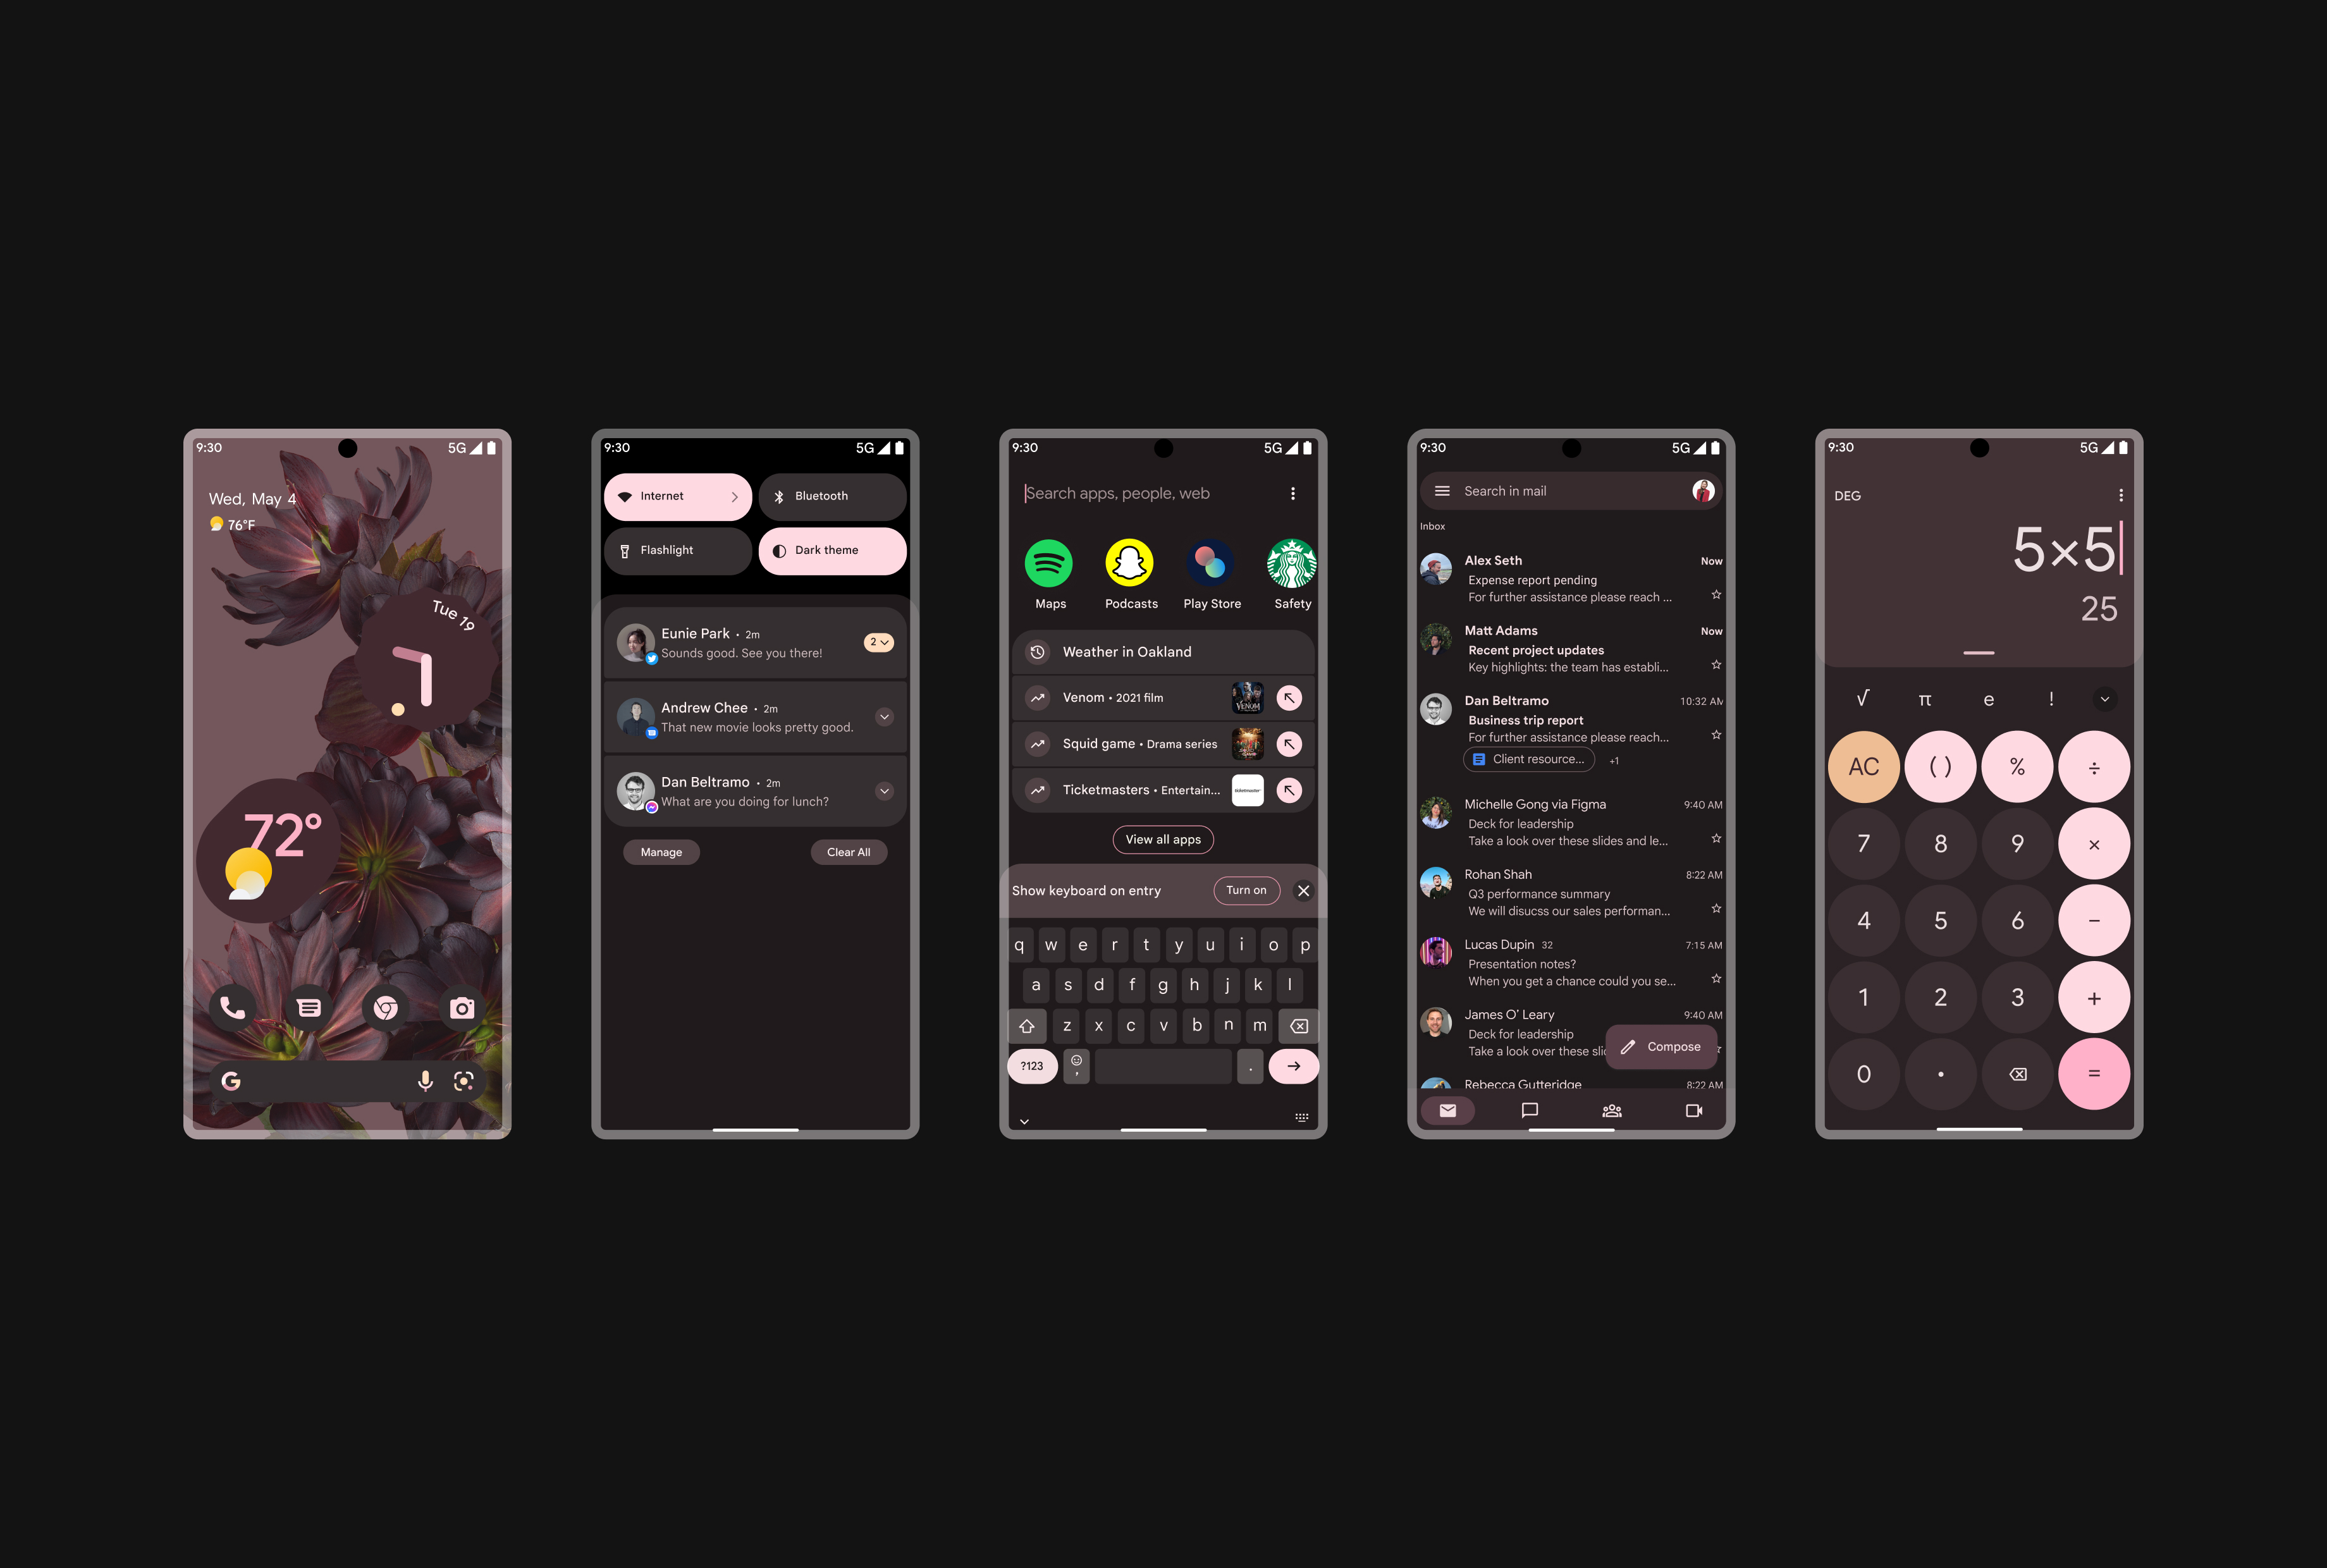 9:30
5G
Wed, May 4
76°F
Tue 19
72°
9:30
5G
Internet
Bluetooth
Flashlight
Dark theme
Eunie Park • 2m
Sounds good. See you there!
2
Andrew Chee • 2m
That new movie looks pretty good.
Dan Beltramo • 2m
What are you doing for lunch?
Manage
Clear All
9:30
5G
Search apps, people, web
Maps
Podcasts
Play Store
Safety
Weather in Oakland
Venom • 2021 film
VENOM
Squid game • Drama series
Ticketmasters • Entertain...
ticketmaster
View all apps
Show keyboard on entry
Turn on
q w e r t y u i o p
a s d f g h j k l
z x c v b n m
?123
,
.
9:30
5G
Search in mail
Inbox
Alex Seth
Now
Expense report pending
For further assistance please reach ...
Matt Adams
Now
Recent project updates
Key highlights: the team has establi...
Dan Beltramo
10:32 AM
Business trip report
For further assistance please reach...
Client resource...
+1
Michelle Gong via Figma
9:40 AM
Deck for leadership
Take a look over these slides and le...
Rohan Shah
8:22 AM
Q3 performance summary
We will disucss our sales performan...
Lucas Dupin 32
7:15 AM
Presentation notes?
When you get a chance could you se...
James O' Leary
9:40 AM
Deck for leadership
Take a look over these slic
Compose
Rebecca Gutteridge
8:22 AM
9:30
5G
DEG
5×5
25
√ π e !
AC ( ) % ÷
7 8 9 ×
4 5 6 −
1 2 3 +
0 • =